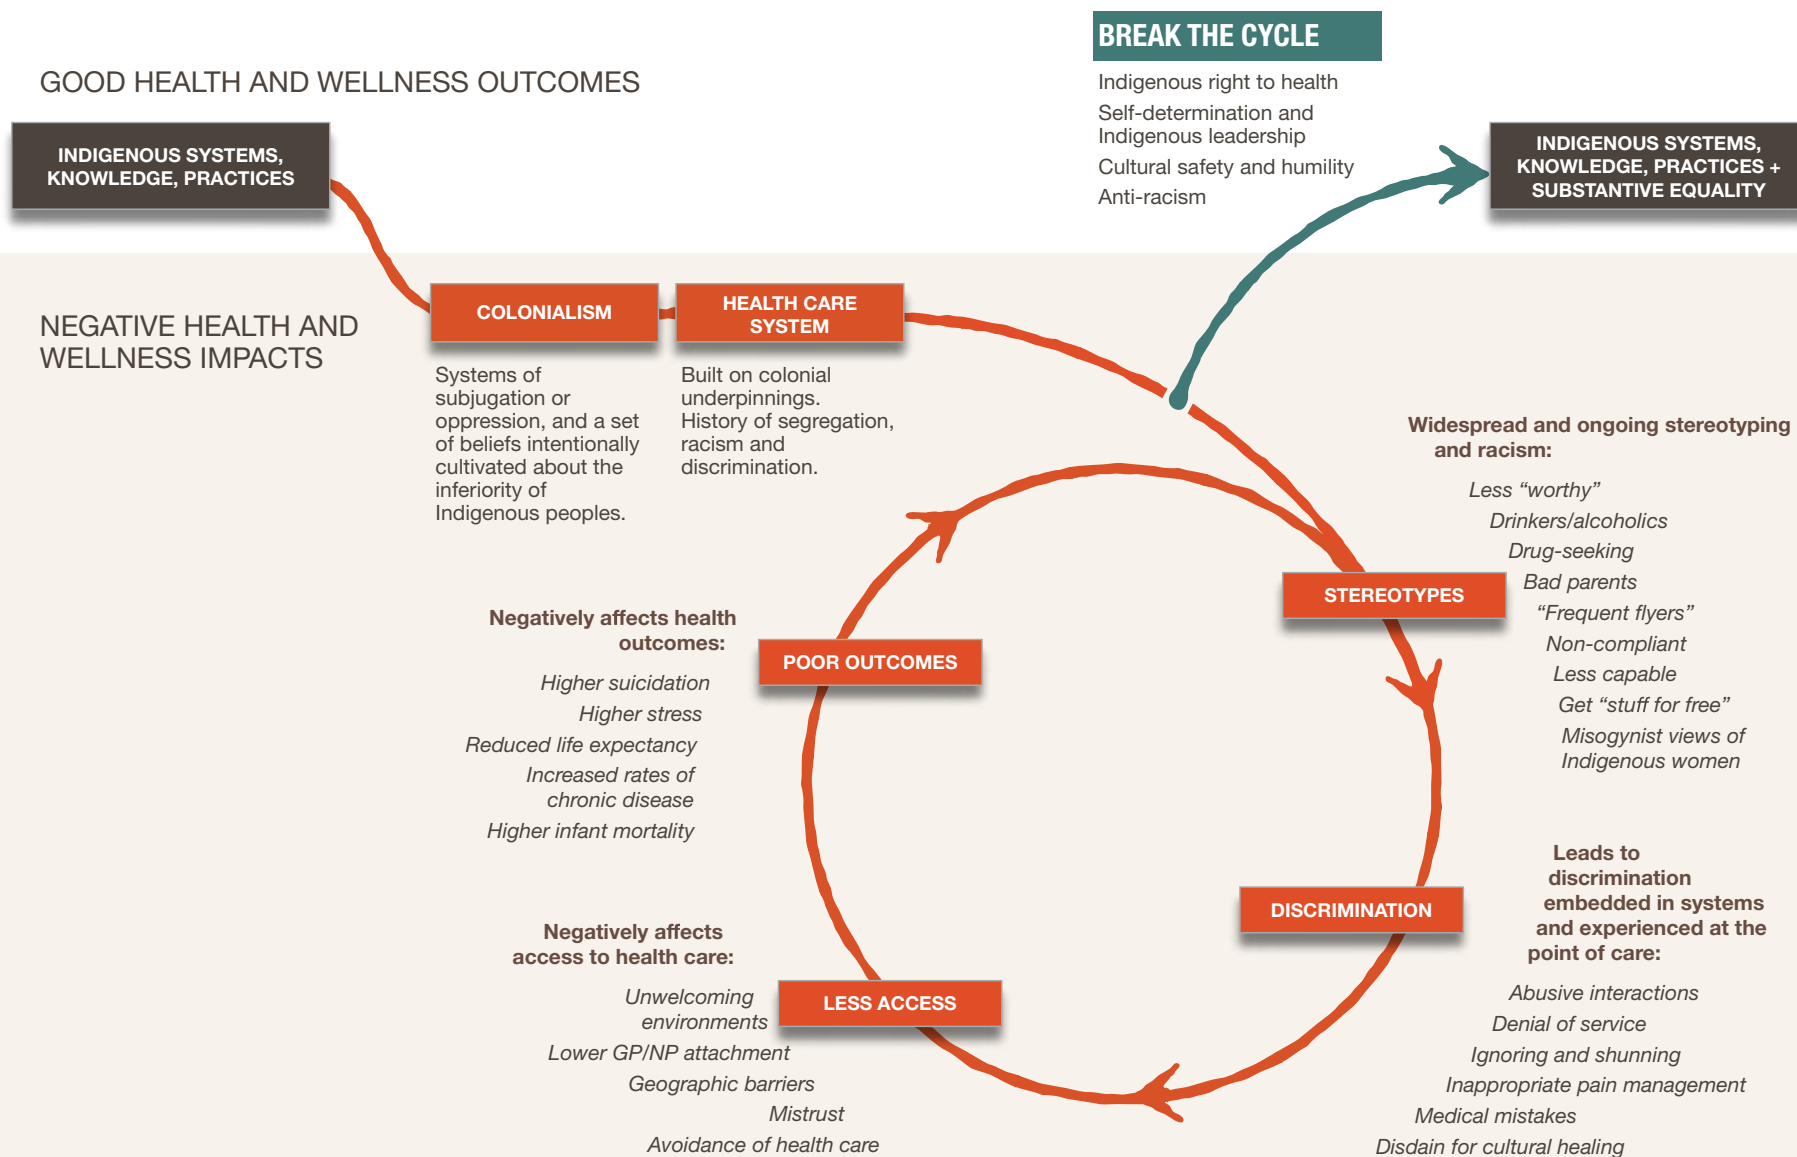 BREAK THE CYCLE
Indigenous right to health
Self-determination and
Indigenous leadership
Cultural safety and humility
Anti-racism
GOOD HEALTH AND WELLNESS OUTCOMES
INDIGENOUS SYSTEMS,
KNOWLEDGE, PRACTICES
INDIGENOUS SYSTEMS,
KNOWLEDGE, PRACTICES +
SUBSTANTIVE EQUALITY
NEGATIVE HEALTH AND
WELLNESS IMPACTS
COLONIALISM
Systems of
subjugation or
oppression, and a set
of beliefs intentionally
cultivated about the
inferiority of
Indigenous peoples.
HEALTH CARE
SYSTEM
Built on colonial
underpinnings.
History of segregation,
racism and
discrimination.
Widespread and ongoing stereotyping
and racism:
Less “worthy”
Drinkers/alcoholics
Drug-seeking
Bad parents
“Frequent flyers”
Non-compliant
Less capable
Get “stuff for free”
Misogynist views of
Indigenous women
STEREOTYPES
Negatively affects health
outcomes:
Higher suicidation
Higher stress
Reduced life expectancy
Increased rates of
chronic disease
Higher infant mortality
POOR OUTCOMES
DISCRIMINATION
Leads to
discrimination
embedded in systems
and experienced at the
point of care:
Abusive interactions
Denial of service
Ignoring and shunning
Inappropriate pain management
Medical mistakes
Disdain for cultural healing
Negatively affects
access to health care:
Unwelcoming
environments
Lower GP/NP attachment
Geographic barriers
Mistrust
Avoidance of health care
LESS ACCESS